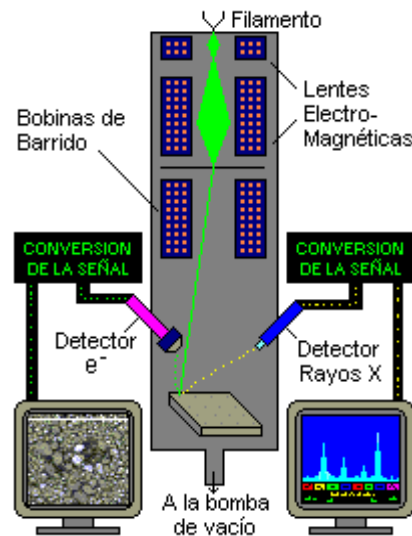 Filamento
Lentes
Electro-
Magnéticas
Bobinas de
Barrido
CONVERSION
DE LA SEÑAL
CONVERSION
DE LA SEÑAL
Detector
e⁻
Detector
Rayos X
A la bomba
de vacío